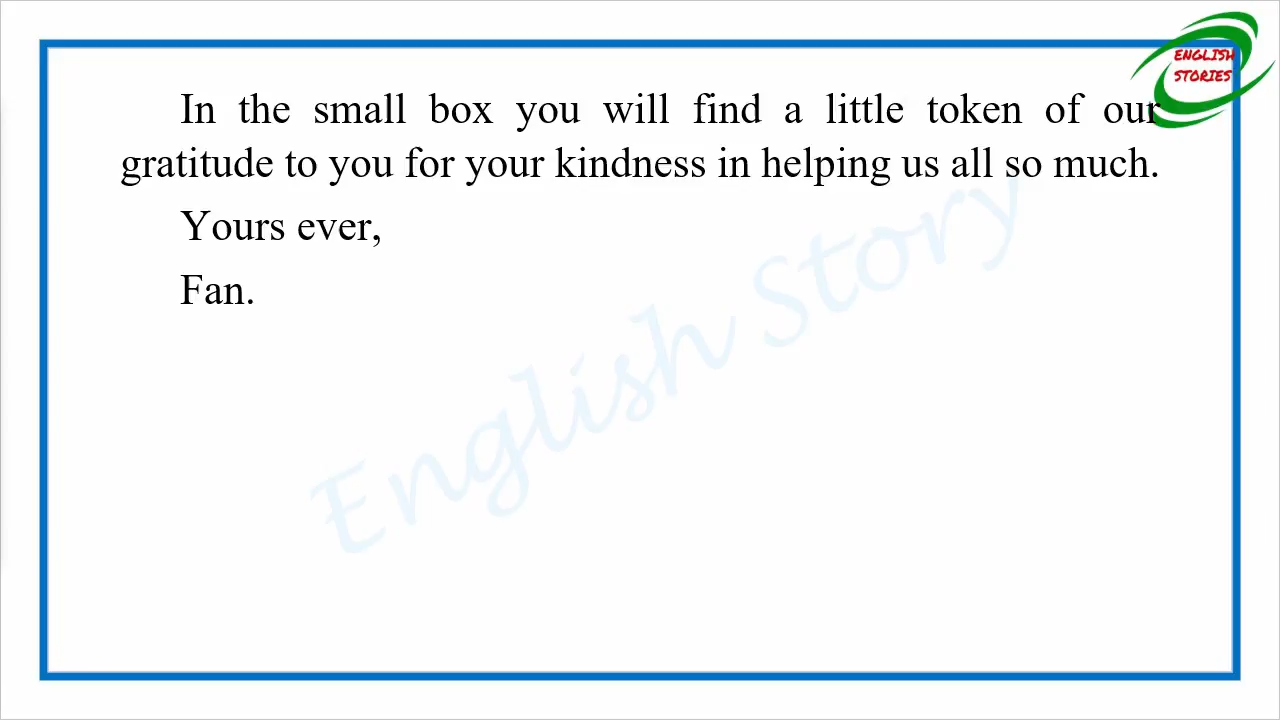 ENGLISH
STORIES
In the small box you will find a little token of our
gratitude to you for your kindness in helping us all so much.
Yours ever,
Fan.
English Story